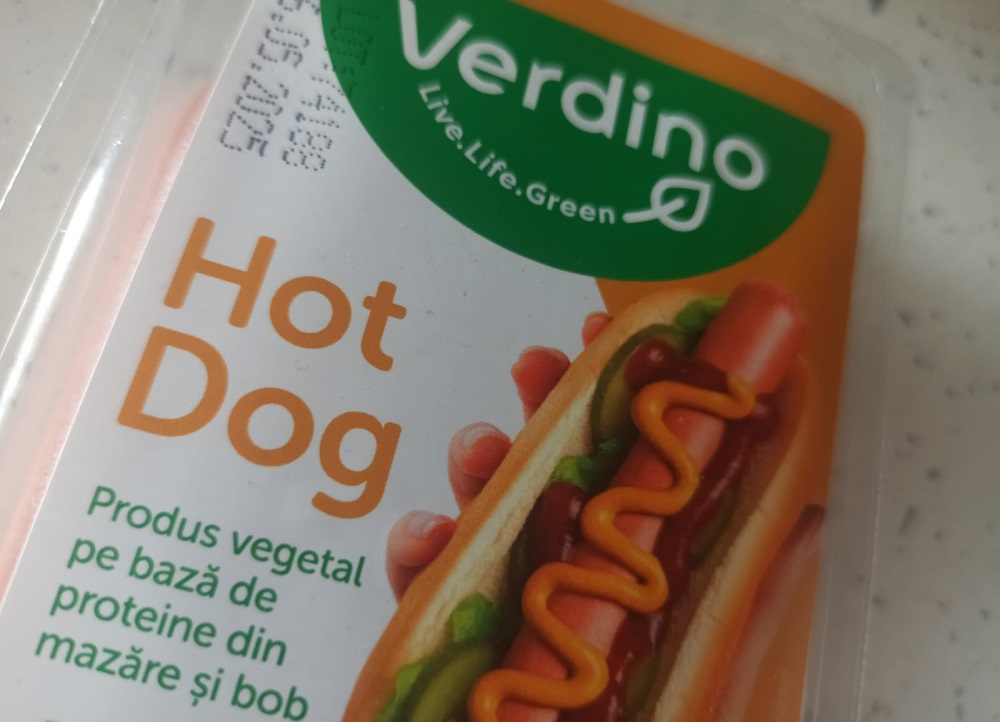 Verdino
Live.Life.Green
Hot
Dog
Produs vegetal
pe bază de
proteine din
mazăre și bob